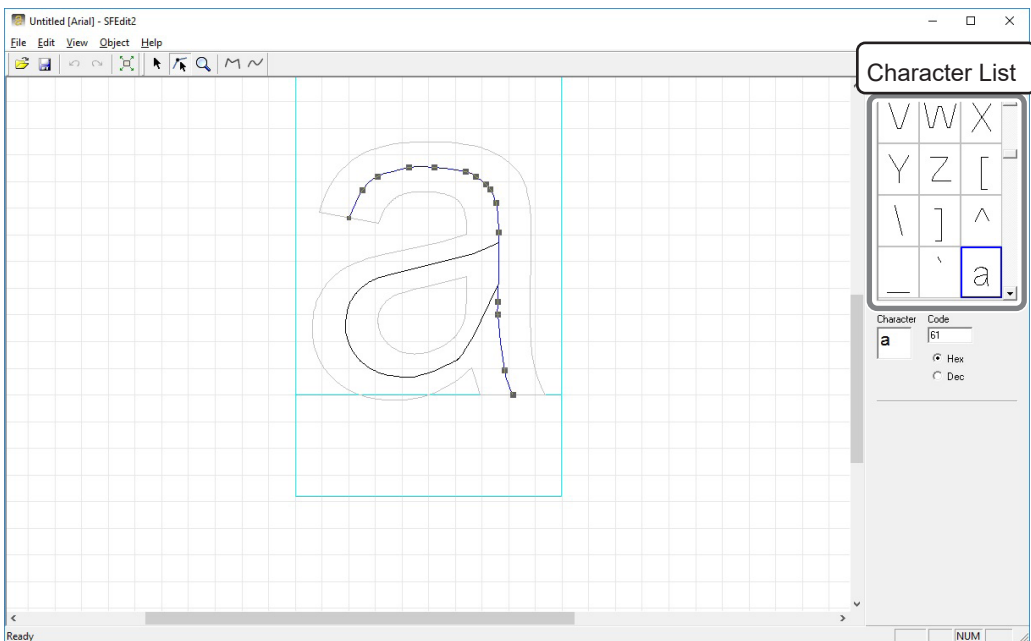 Untitled [Arial] - SFEdit2
File Edit View Object Help
Character List
V W X
Y Z [
\ ] ^
_ ` a
Character Code
a 61
Hex
Dec
Ready
NUM